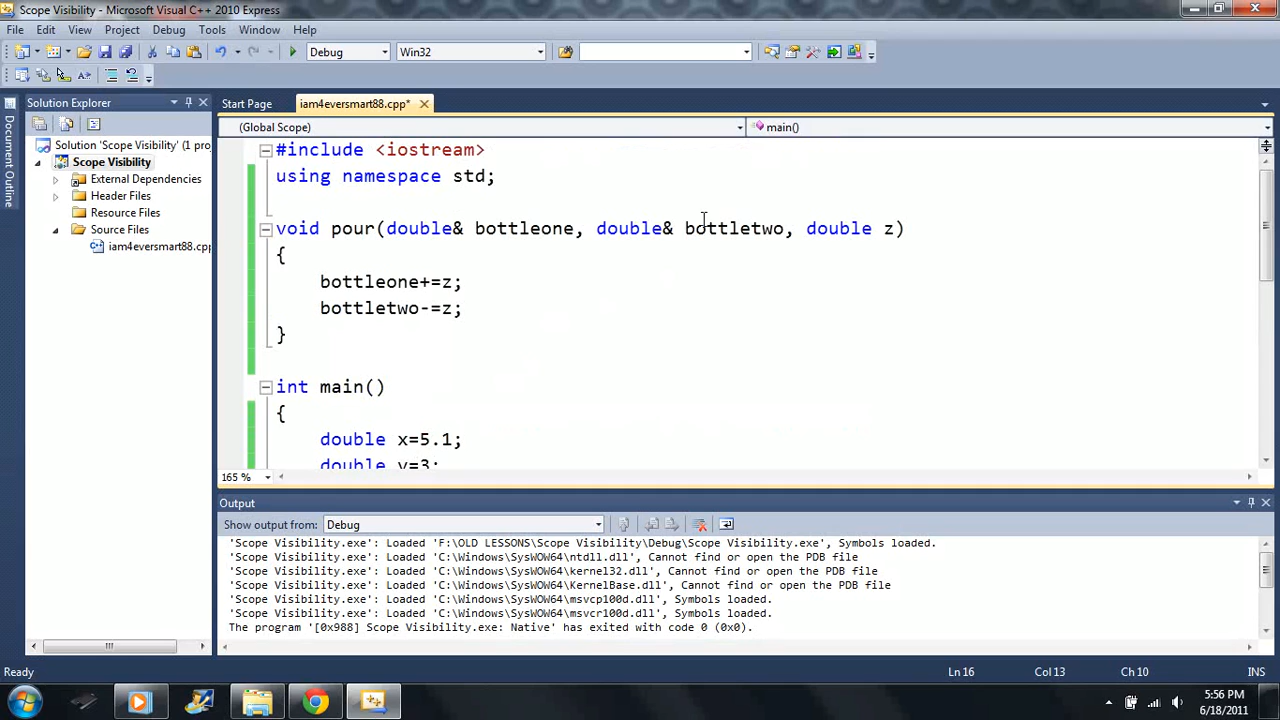 Scope Visibility - Microsoft Visual C++ 2010 Express
File Edit View Project Debug Tools Window Help
Debug Win32
Solution Explorer
Start Page iam4eversmart88.cpp*
(Global Scope) main()
Document Outline
Solution 'Scope Visibility' (1 proj
Scope Visibility
External Dependencies
Header Files
Resource Files
Source Files
iam4eversmart88.cpp
#include <iostream>
using namespace std;
void pour(double& bottleone, double& bottletwo, double z)
{
bottleone+=z;
bottletwo-=z;
}
int main()
{
double x=5.1;
double y=3;
165 %
Output
Show output from: Debug
'Scope Visibility.exe': Loaded 'F:\OLD LESSONS\Scope Visibility\Debug\Scope Visibility.exe', Symbols loaded.
'Scope Visibility.exe': Loaded 'C:\Windows\SysWOW64\ntdll.dll', Cannot find or open the PDB file
'Scope Visibility.exe': Loaded 'C:\Windows\SysWOW64\kernel32.dll', Cannot find or open the PDB file
'Scope Visibility.exe': Loaded 'C:\Windows\SysWOW64\KernelBase.dll', Cannot find or open the PDB file
'Scope Visibility.exe': Loaded 'C:\Windows\SysWOW64\msvcp100d.dll', Symbols loaded.
'Scope Visibility.exe': Loaded 'C:\Windows\SysWOW64\msvcr100d.dll', Symbols loaded.
The program '[0x988] Scope Visibility.exe: Native' has exited with code 0 (0x0).
Ready Ln 16 Col 13 Ch 10 INS
5:56 PM
6/18/2011